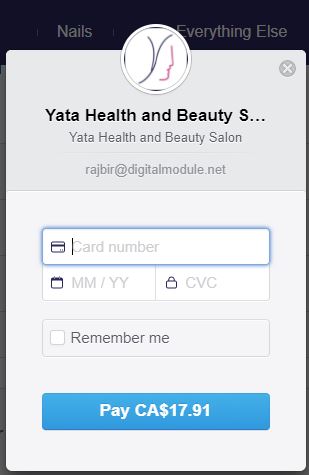 Nails Everything Else
Yata Health and Beauty S...
Yata Health and Beauty Salon
rajbir@digitalmodule.net
Card number
MM / YY CVC
Remember me
Pay CA$17.91